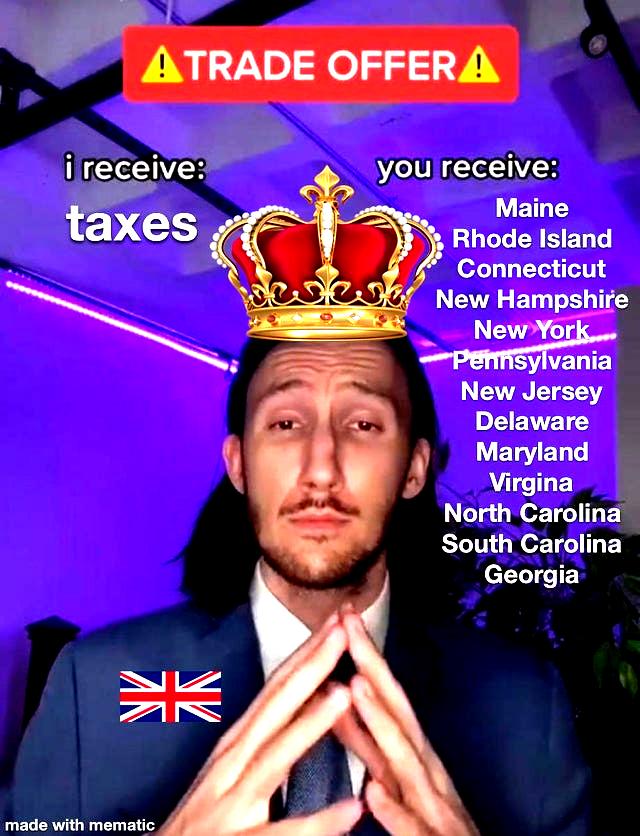 ⚠TRADE OFFER⚠
i receive:
you receive:
taxes
Maine
Rhode Island
Connecticut
New Hampshire
New York
Pennsylvania
New Jersey
Delaware
Maryland
Virgina
North Carolina
South Carolina
Georgia
made with mematic